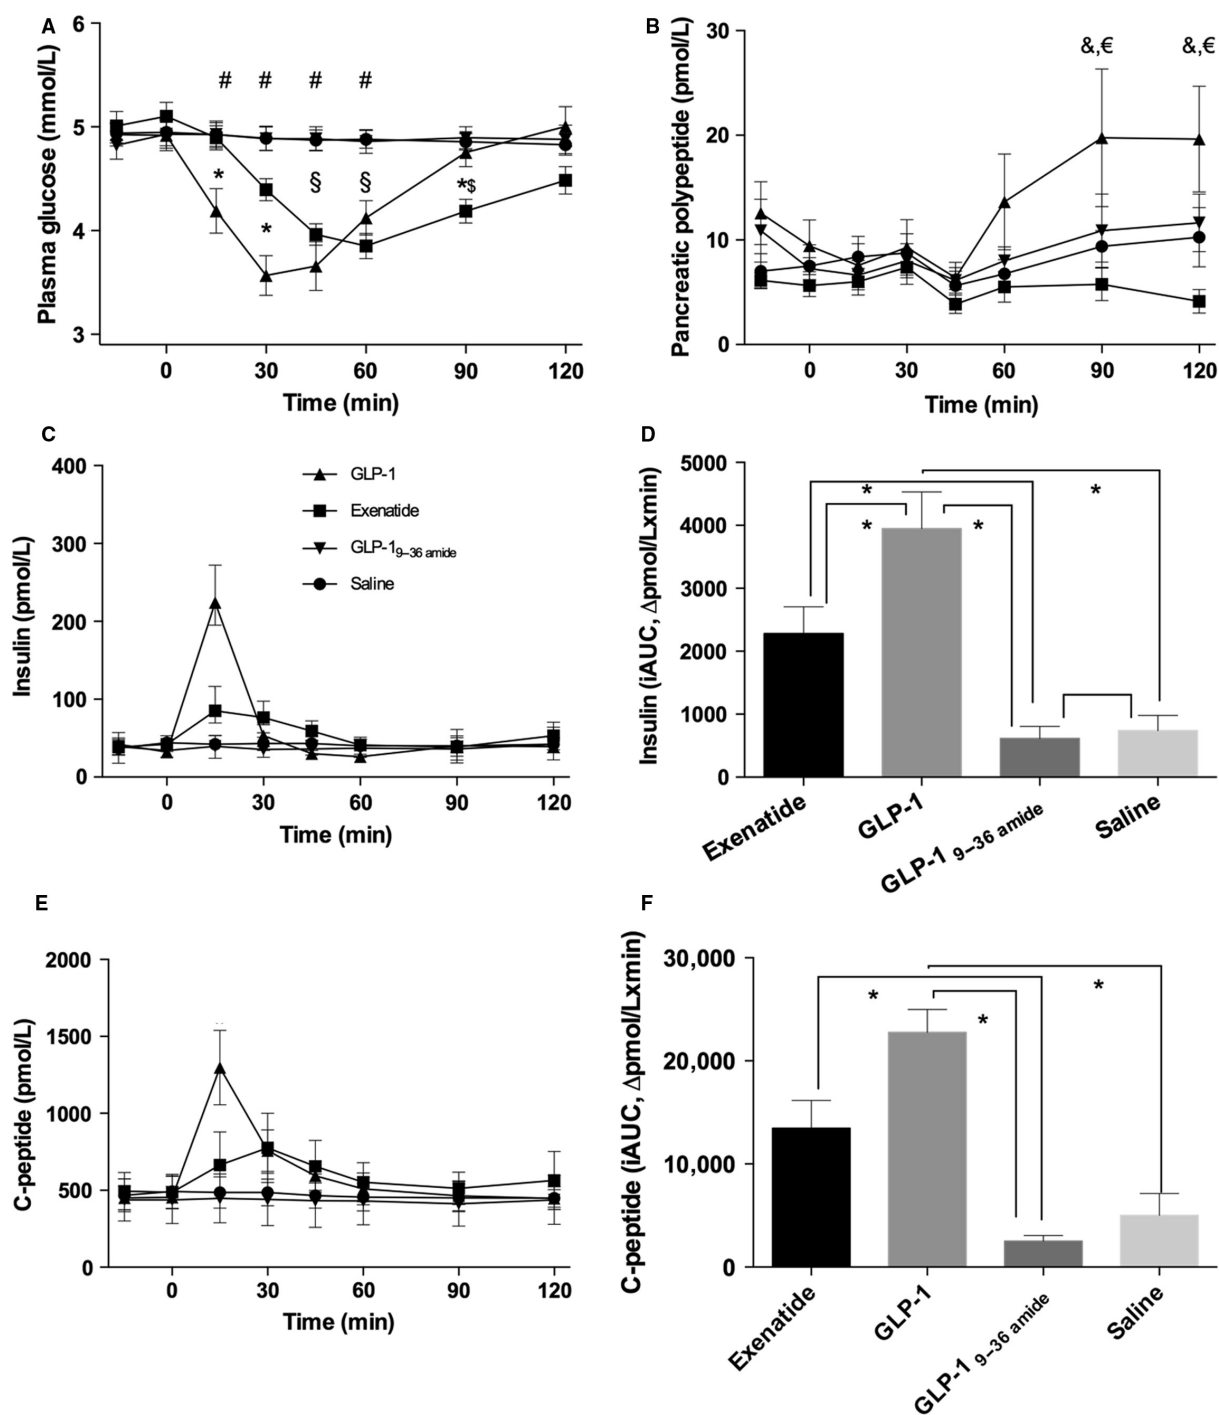 A
Plasma glucose (mmol/L)
6
5
4
3
# # # #
* § §
*
*$
0 30 60 90 120
Time (min)
B
Pancreatic polypeptide (pmol/L)
30
20
10
0
&,€ &,€
0 30 60 90 120
Time (min)
C
Insulin (pmol/L)
400
300
200
100
0
GLP-1
Exenatide
GLP-19–36 amide
Saline
0 30 60 90 120
Time (min)
D
Insulin (iAUC, Δpmol/Lxmin)
5000
4000
3000
2000
1000
0
* *
* *
Exenatide
GLP-1
GLP-1 9–36 amide
Saline
E
C-peptide (pmol/L)
2000
1500
1000
500
0
0 30 60 90 120
Time (min)
F
C-peptide (iAUC, Δpmol/Lxmin)
30,000
20,000
10,000
0
* *
*
Exenatide
GLP-1
GLP-1 9–36 amide
Saline